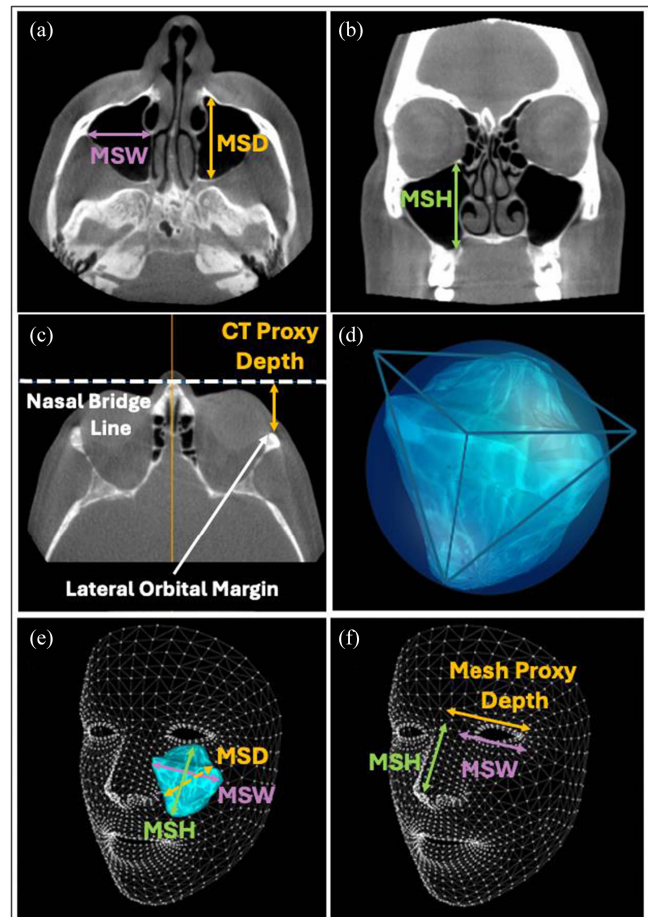 (a)
MSW
MSD
(b)
MSH
(c)
CT Proxy
Depth
Nasal Bridge
Line
Lateral Orbital Margin
(d)
(e)
MSD
MSW
MSH
(f)
Mesh Proxy
Depth
MSH
MSW